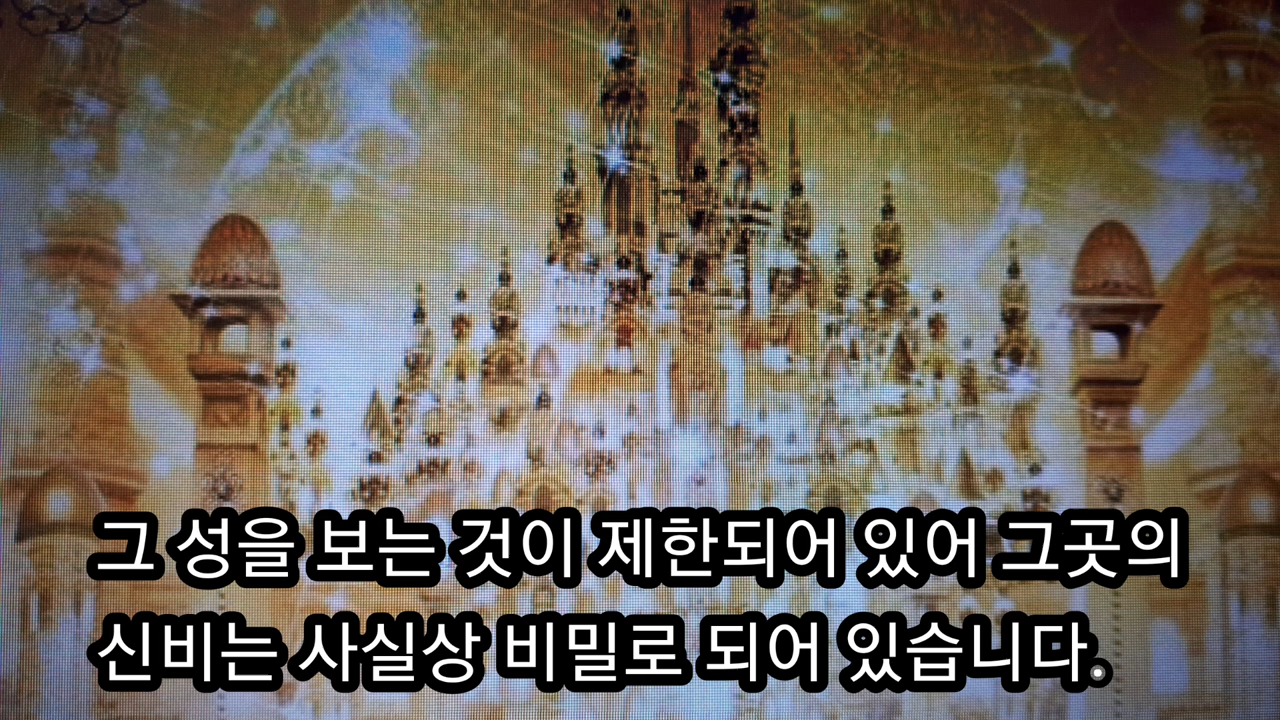 그 성을 보는 것이 제한되어 있어 그곳의
신비는 사실상 비밀로 되어 있습니다.